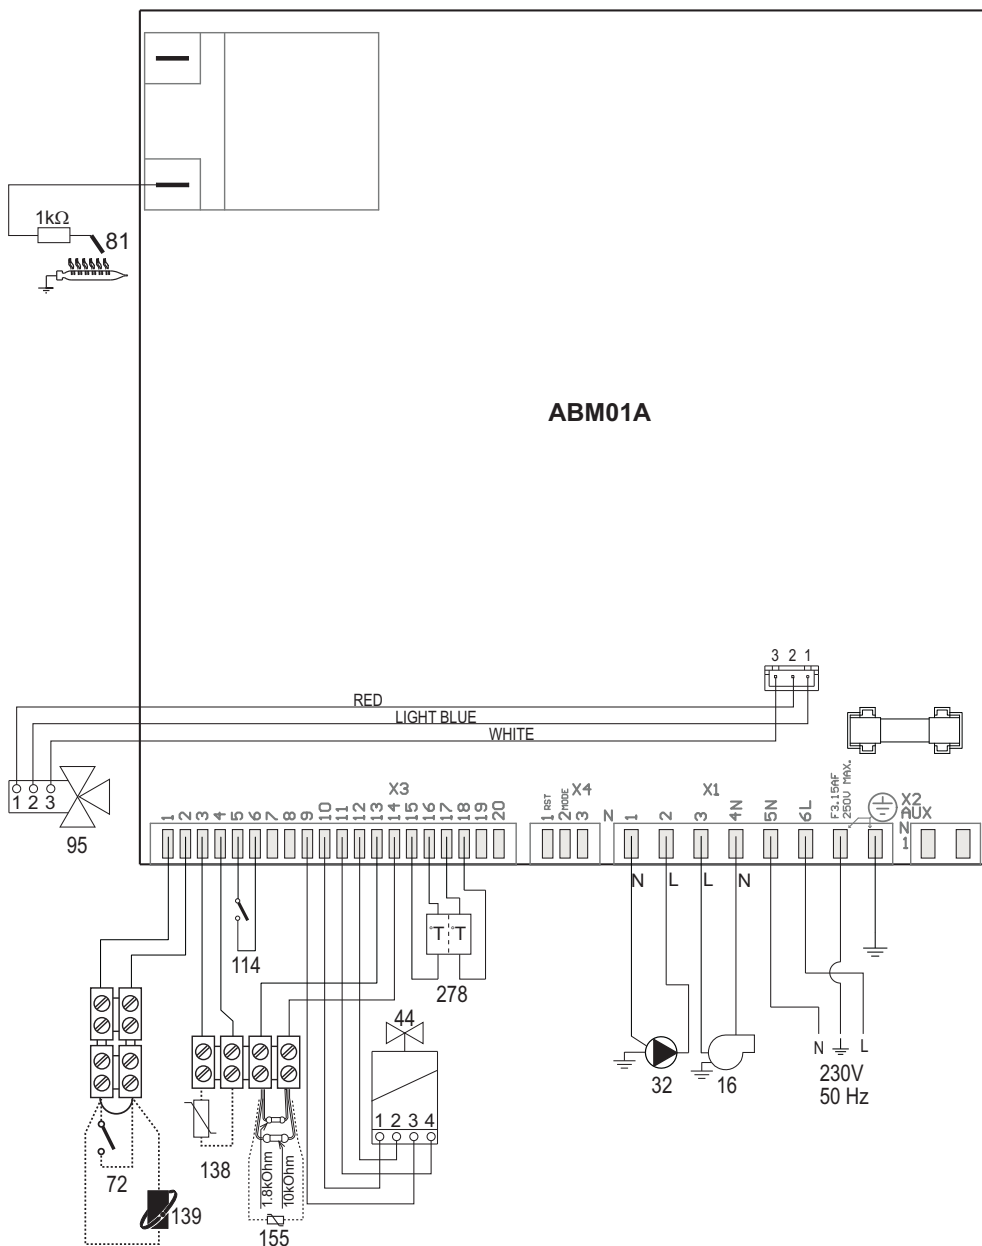 1kΩ
81
ABM01A
3 2 1
RED
LIGHT BLUE
WHITE
1 2 3
95
X3
1 2 3 4 5 6 7 8 9 10 11 12 13 14 15 16 17 18 19 20
X4
1 RST
2 MODE
3
X1
N 1 2 3 4N 5N 6L
F3.15AF
250V MAX.
X2
AUX
N
1
N L L N
114
°T °T
278
44
1 2 3 4
32
16
N L
230V
50 Hz
72
139
138
1.8kOhm
10kOhm
155